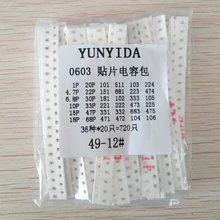 YUNYIDA
0603 贴片电容包
1P 20P 101 511 103 224
4.7P 22P 151 681 223 474
6.8P 30P 181 102 333 105
10P 33P 221 222 473 225
15P 47P 331 332 683 475
18P 68P 471 472 104 106
36种*20只=720只
49-12#